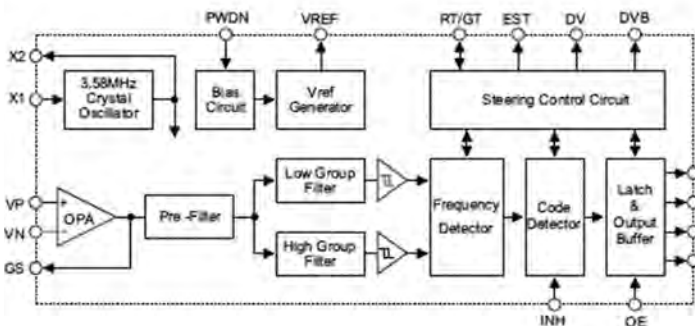 PWDN VREF RT/GT EST DV DVB
X2
X1
3.58MHz
Crystal
Oscillator
Bias
Circuit
Vref
Generator
Steering Control Circuit
VP
VN
GS
+
-
OPA
Pre -Filter
Low Group
Filter
High Group
Filter
Frequency
Detector
Code
Detector
Latch
&
Output
Buffer
INH OE